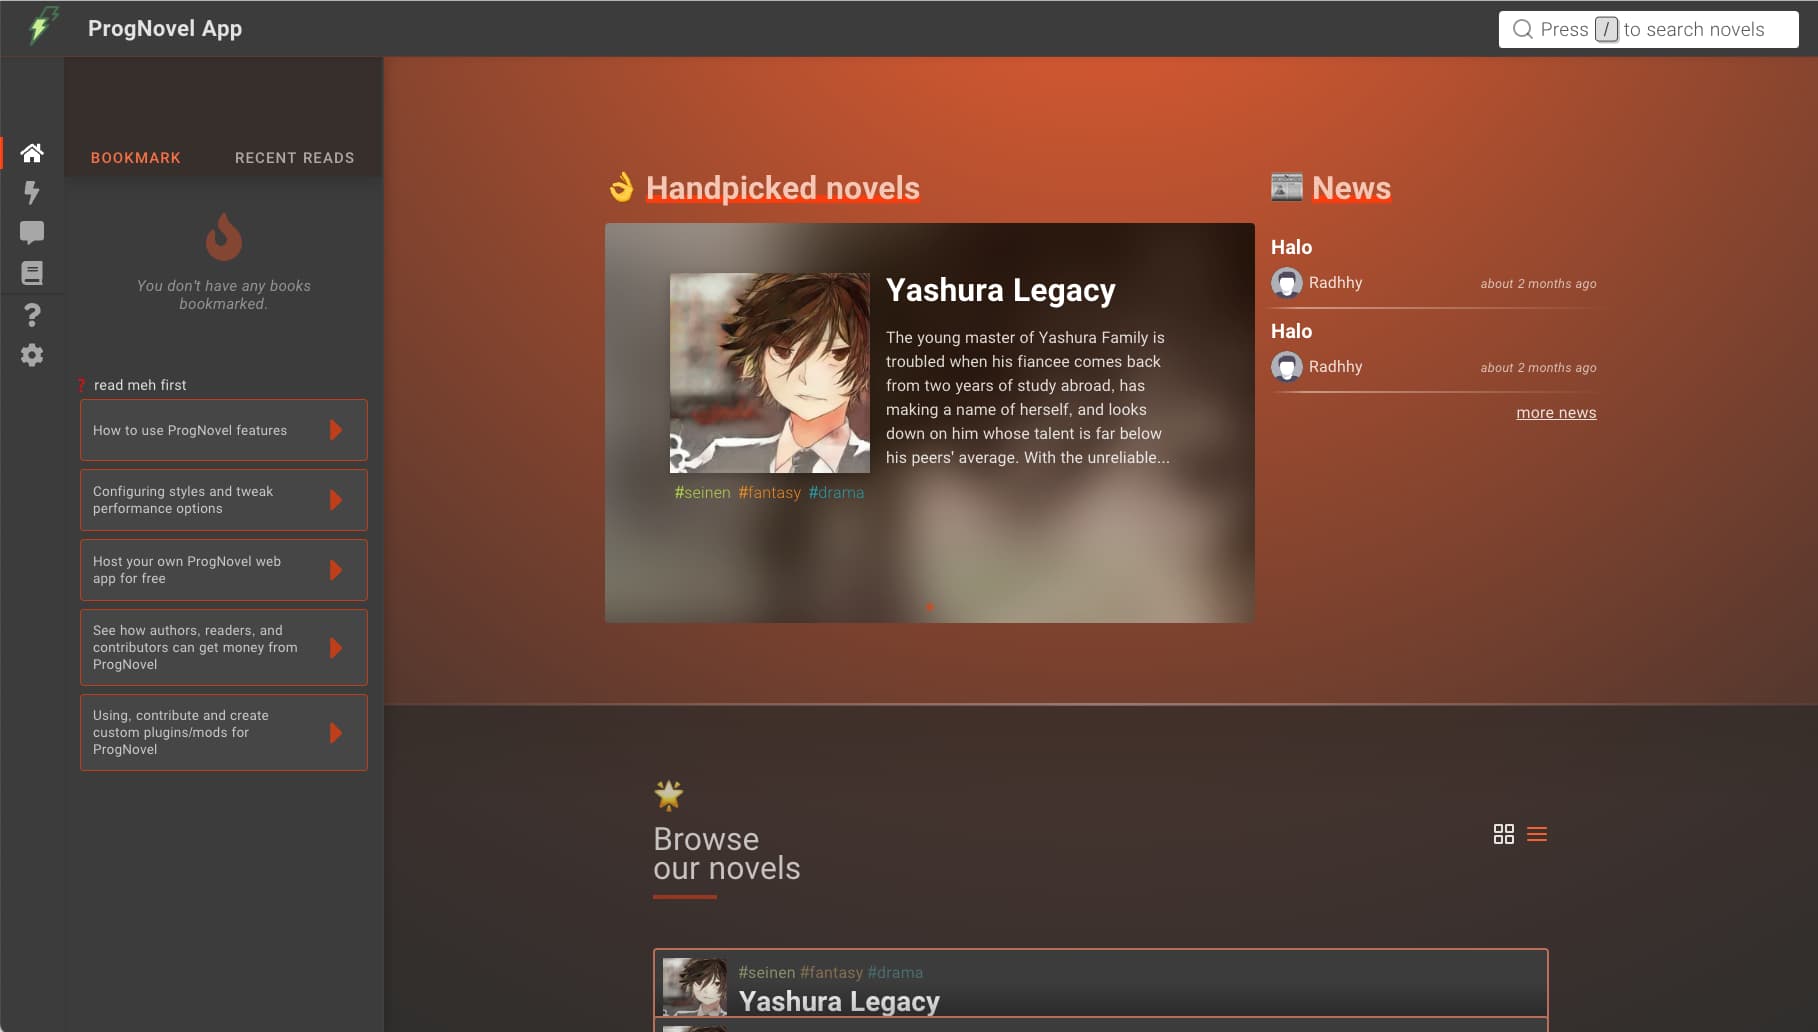 ProgNovel App
Press / to search novels
BOOKMARK
RECENT READS
You don't have any books
bookmarked.
? read meh first
How to use ProgNovel features
Configuring styles and tweak
performance options
Host your own ProgNovel web
app for free
See how authors, readers, and
contributors can get money from
ProgNovel
Using, contribute and create
custom plugins/mods for
ProgNovel
👌 Handpicked novels
Yashura Legacy
The young master of Yashura Family is
troubled when his fiancee comes back
from two years of study abroad, has
making a name of herself, and looks
down on him whose talent is far below
his peers' average. With the unreliable...
#seinen #fantasy #drama
📰 News
Halo
Radhhy
about 2 months ago
Halo
Radhhy
about 2 months ago
more news
🌟
Browse
our novels
#seinen #fantasy #drama
Yashura Legacy